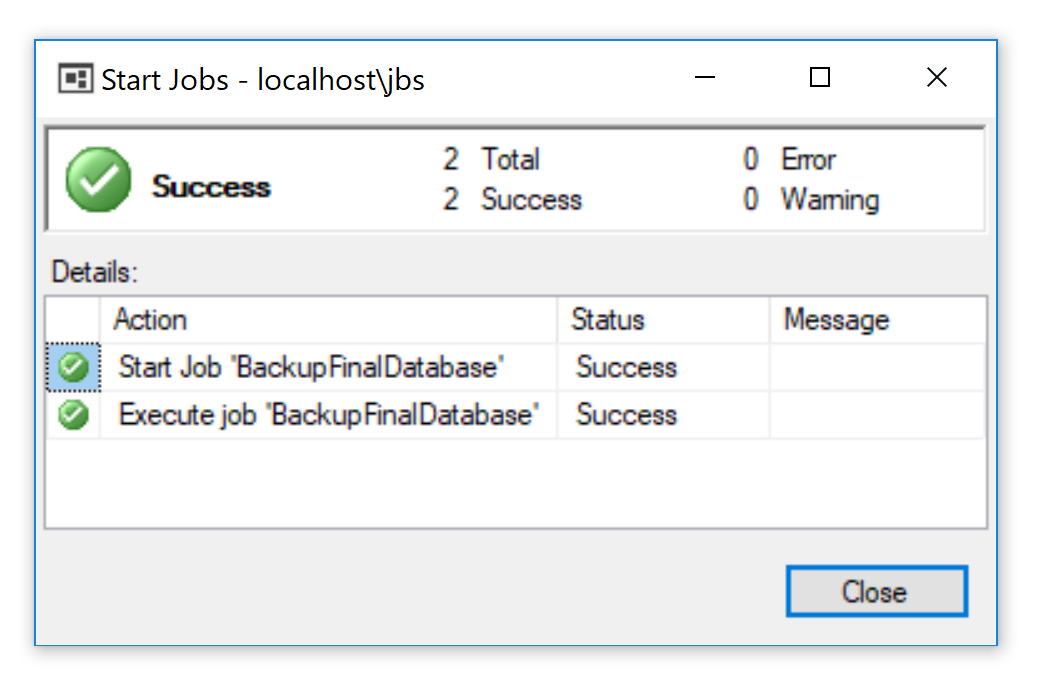 Start Jobs - localhost\jbs
Success
2 Total
0 Error
2 Success
0 Warning
Details:
Action Status Message
Start Job 'BackupFinalDatabase' Success
Execute job 'BackupFinalDatabase' Success
Close